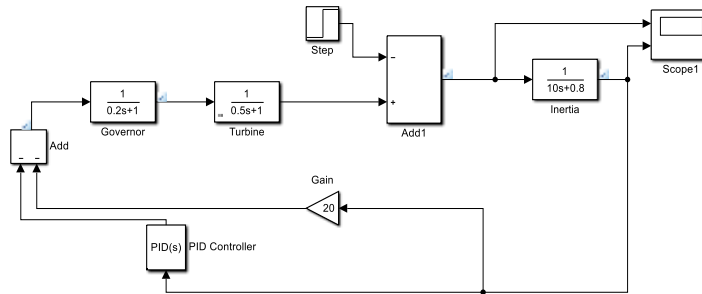 Step
−
+
Add1
1
10s+0.8
Inertia
Scope1
1
0.2s+1
Governor
1
0.5s+1
Turbine
Add
− −
Gain
20
PID(s)
PID Controller